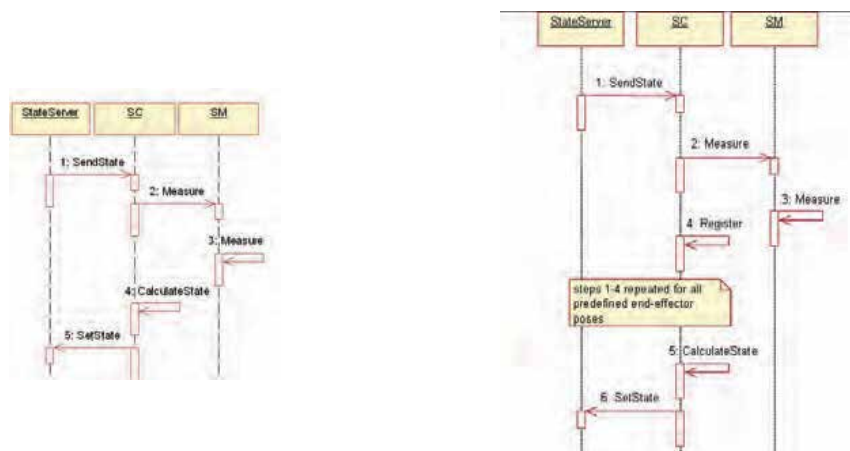 StateServer
SC
SM
1: SendState
2: Measure
3: Measure
4: CalculateState
5: SetState
StateServer
SC
SM
1: SendState
2: Measure
3: Measure
4: Register
steps 1-4 repeated for all
predefined end-effector
poses
5: CalculateState
6: SetState